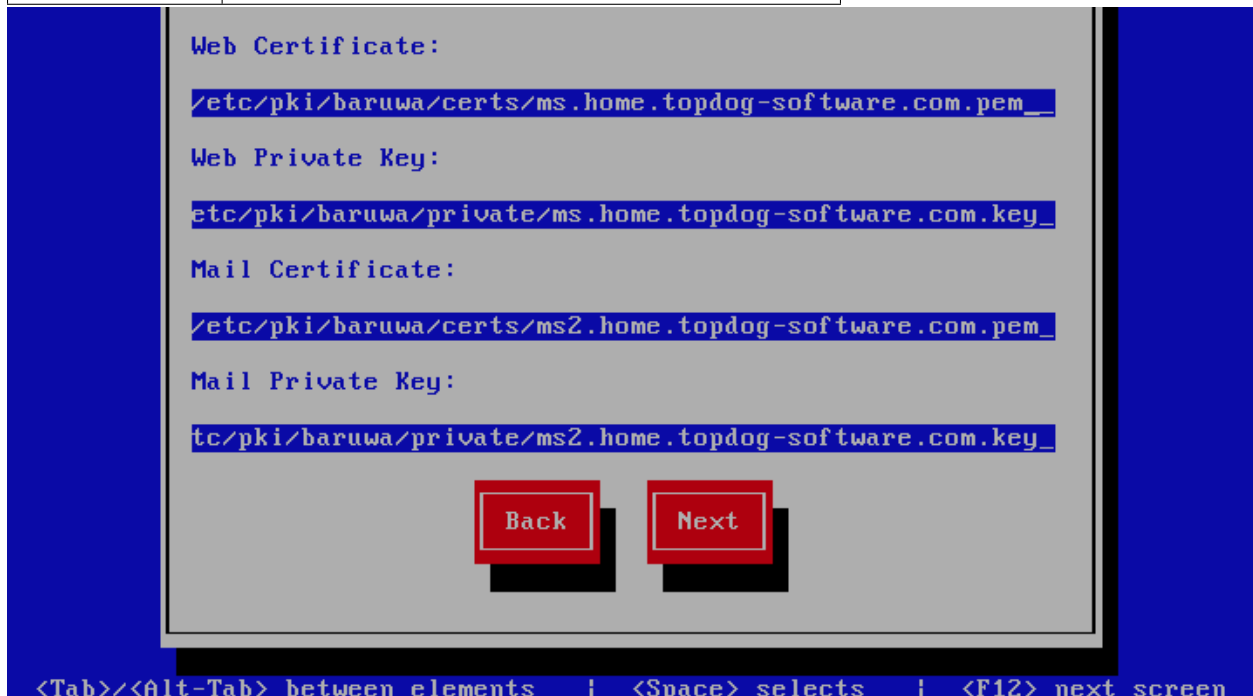 Web Certificate:
/etc/pki/baruwa/certs/ms.home.topdog-software.com.pem__
Web Private Key:
etc/pki/baruwa/private/ms.home.topdog-software.com.key_
Mail Certificate:
/etc/pki/baruwa/certs/ms2.home.topdog-software.com.pem_
Mail Private Key:
tc/pki/baruwa/private/ms2.home.topdog-software.com.key_
Back Next
<Tab>/<Alt-Tab> between elements | <Space> selects | <F12> next screen